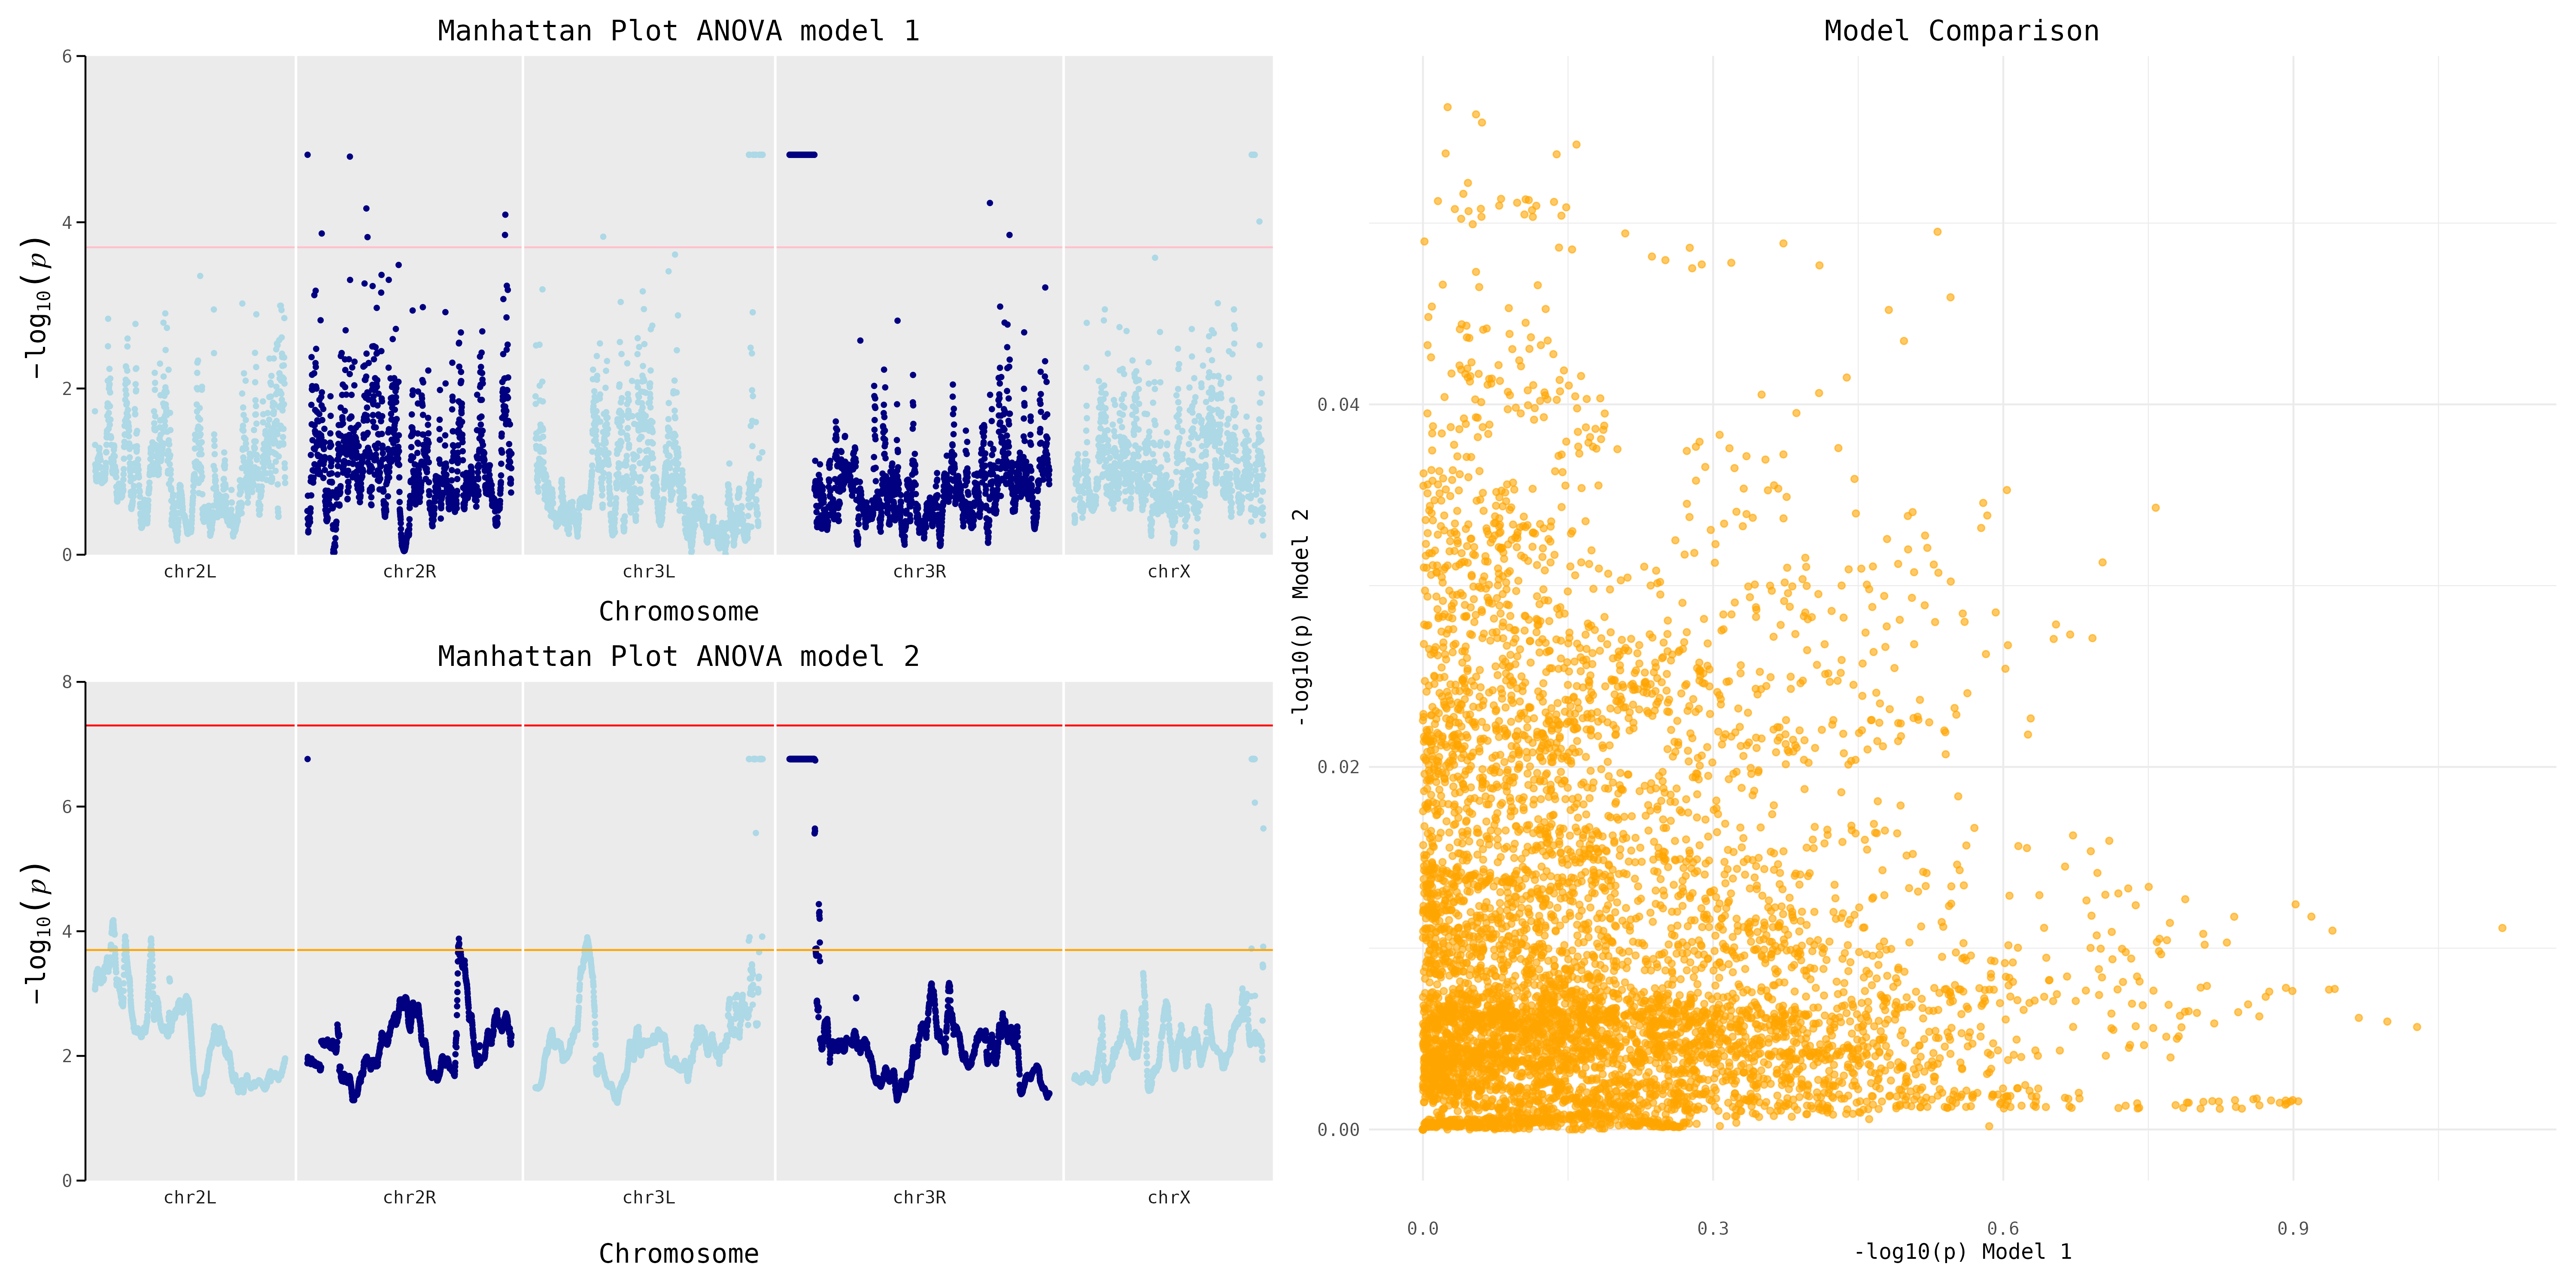 Manhattan Plot ANOVA model 1
6
4
2
0
−log10(p)
chr2L chr2R chr3L chr3R chrX
Chromosome
Manhattan Plot ANOVA model 2
8
6
4
2
0
−log10(p)
chr2L chr2R chr3L chr3R chrX
Chromosome
Model Comparison
0.04
0.02
0.00
-log10(p) Model 2
0.0 0.3 0.6 0.9
-log10(p) Model 1